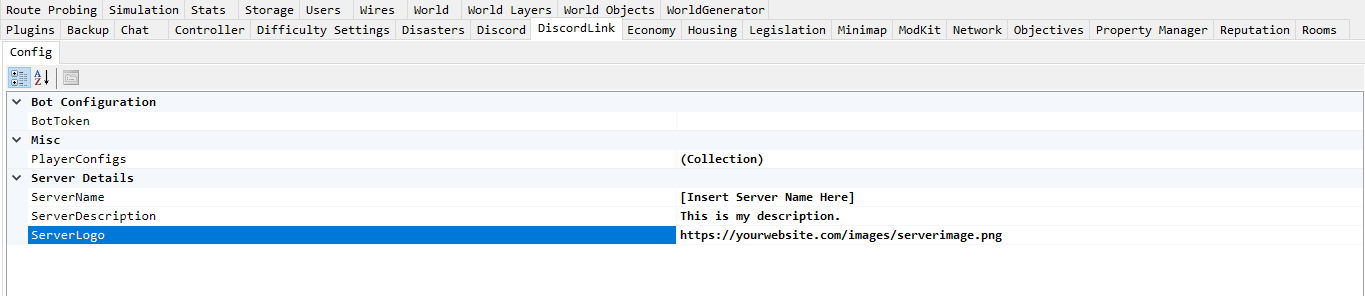 Route Probing Simulation Stats Storage Users Wires World World Layers World Objects WorldGenerator
Plugins Backup Chat Controller Difficulty Settings Disasters Discord DiscordLink Economy Housing Legislation Minimap ModKit Network Objectives Property Manager Reputation Rooms
Config
Bot Configuration
BotToken
Misc
PlayerConfigs (Collection)
Server Details
ServerName [Insert Server Name Here]
ServerDescription This is my description.
ServerLogo https://yourwebsite.com/images/serverimage.png